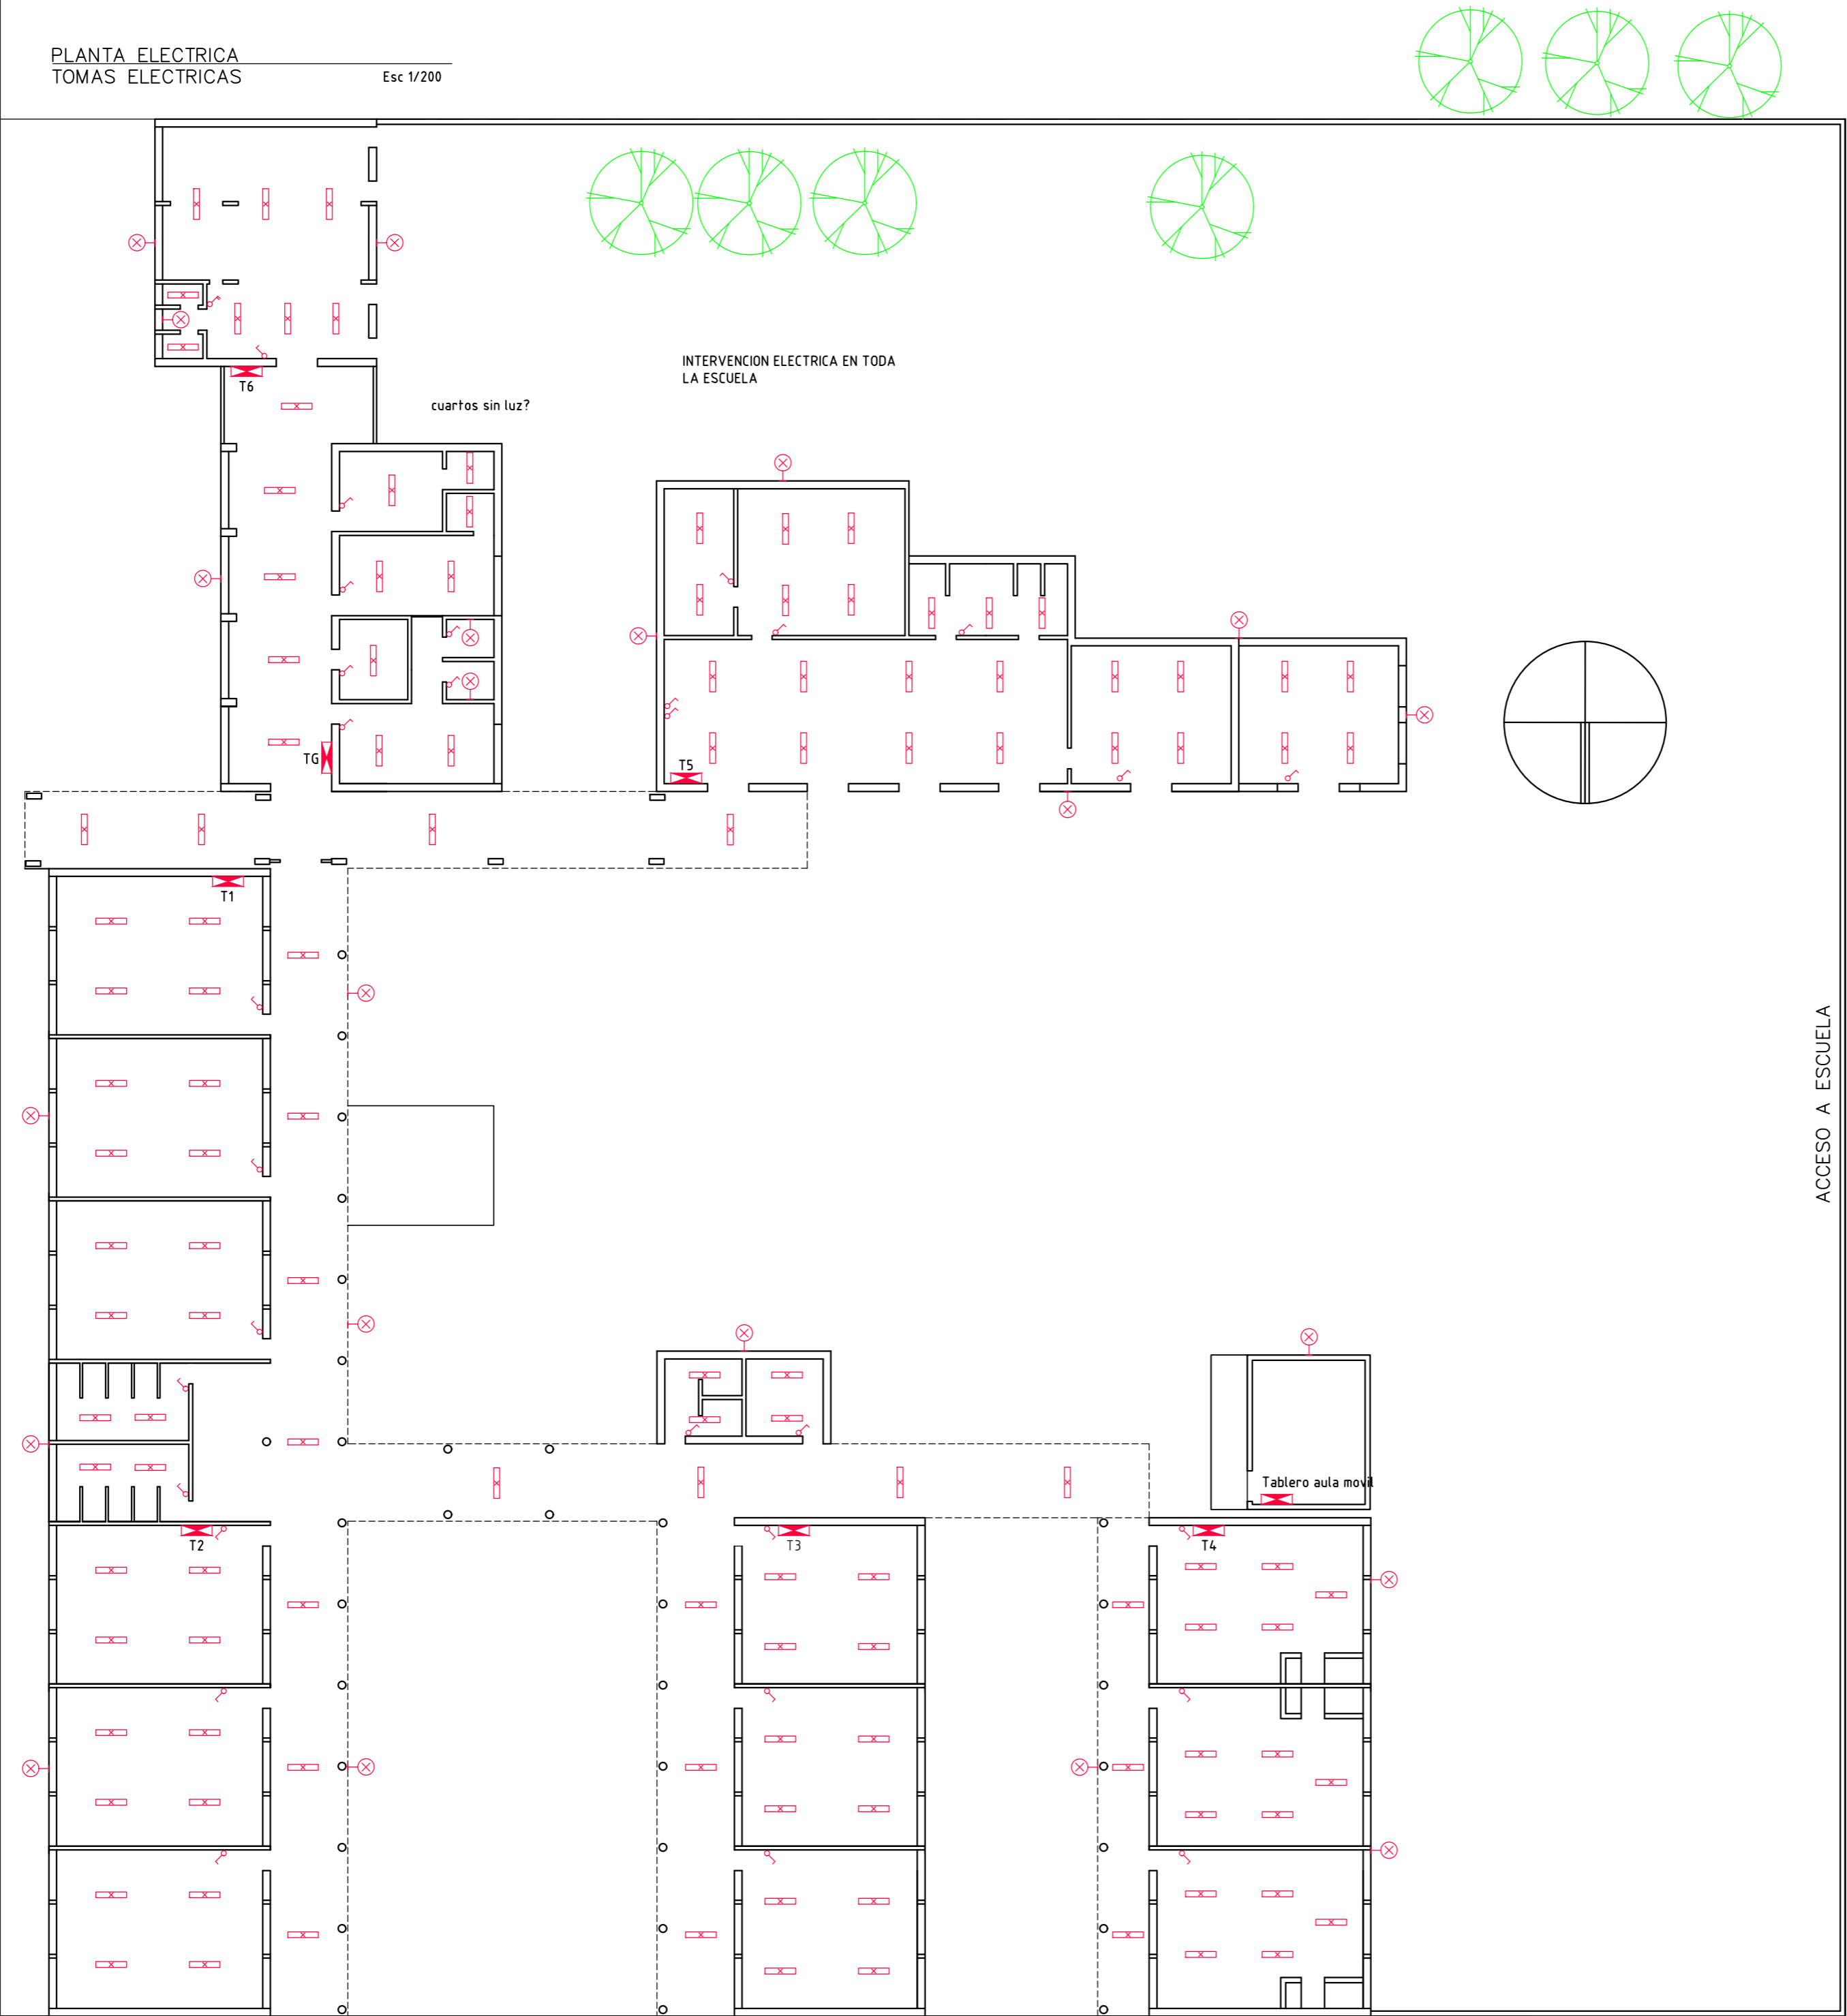 PLANTA ELECTRICA
TOMAS ELECTRICAS
Esc 1/200
INTERVENCION ELECTRICA EN TODA
LA ESCUELA
T6
cuartos sin luz?
TG
T5
T1
ACCESO A ESCUELA
Tablero aula movil
T2
T3
T4